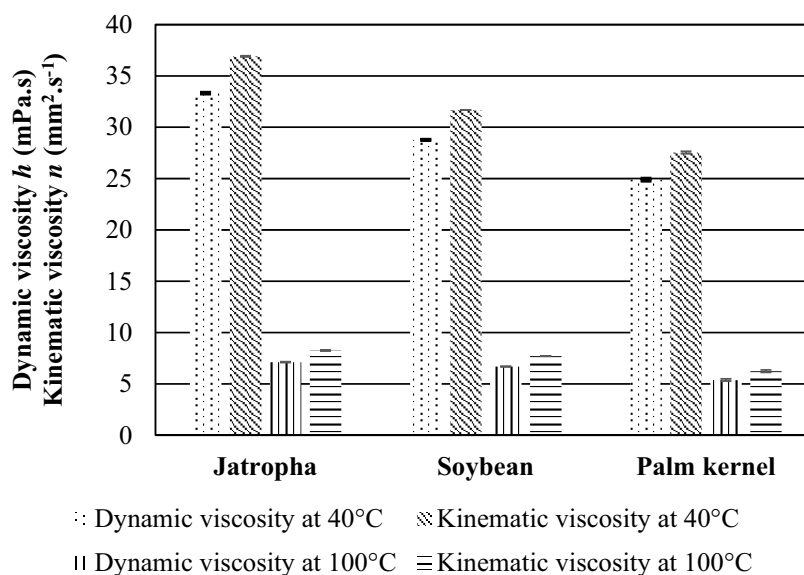 Dynamic viscosity h (mPa.s)
Kinematic viscosity n (mm².s⁻¹)
40
35
30
25
20
15
10
5
0
Jatropha Soybean Palm kernel
Dynamic viscosity at 40°C Kinematic viscosity at 40°C
Dynamic viscosity at 100°C Kinematic viscosity at 100°C